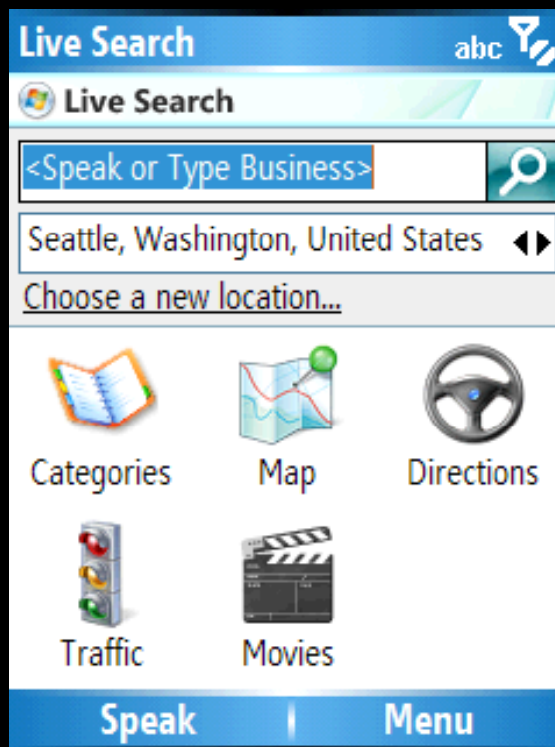 Live Search abc
Live Search
<Speak or Type Business>
Seattle, Washington, United States
Choose a new location...
Categories Map Directions
Traffic Movies
Speak Menu